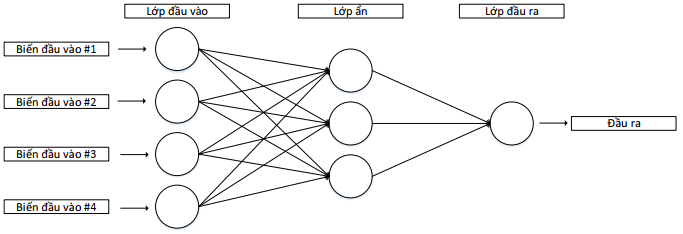 Lớp đầu vào
Lớp ẩn
Lớp đầu ra
Biến đầu vào #1
Biến đầu vào #2
Biến đầu vào #3
Biến đầu vào #4
Đầu ra